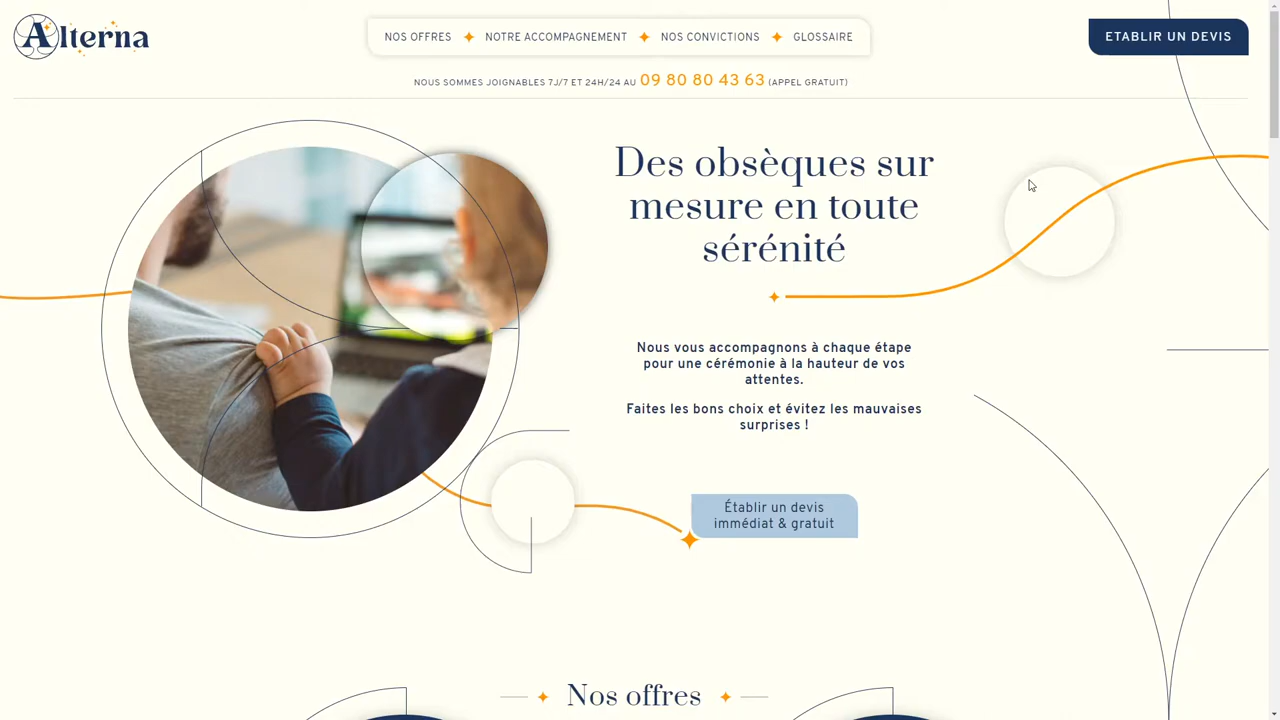 Alterna
NOS OFFRES NOTRE ACCOMPAGNEMENT NOS CONVICTIONS GLOSSAIRE
ETABLIR UN DEVIS
NOUS SOMMES JOIGNABLES 7J/7 ET 24H/24 AU 09 80 80 43 63 (APPEL GRATUIT)
Des obsèques sur
mesure en toute
sérénité
Nous vous accompagnons à chaque étape
pour une cérémonie à la hauteur de vos
attentes.
Faites les bons choix et évitez les mauvaises
surprises !
Établir un devis
immédiat & gratuit
Nos offres